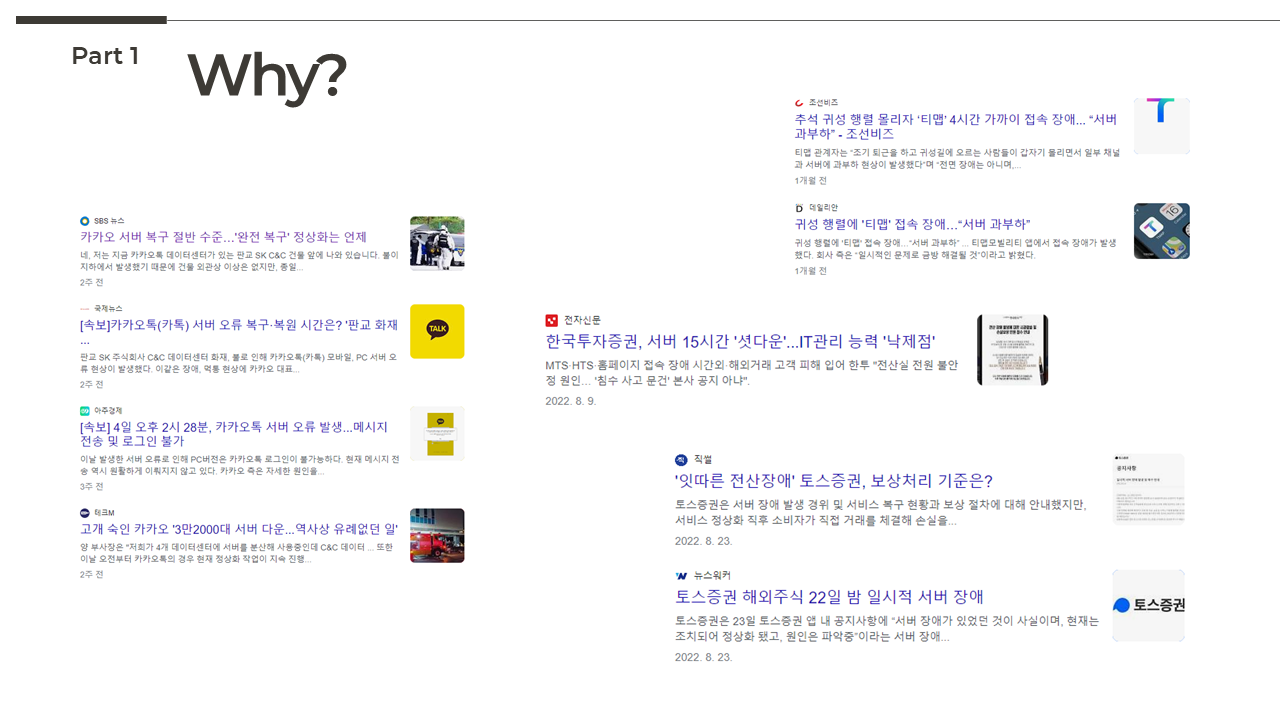 Part 1
Why?
SBS 뉴스
카카오 서버 복구 절반 수준...'완전 복구' 정상화는 언제
네, 저는 지금 카카오톡 데이터센터가 있는 판교 SK C&C 건물 앞에 나와 있습니다. 불이
지하에서 발생했기 때문에 건물 외관상 이상은 없지만, 종일...
2주 전
국제뉴스
[속보]카카오톡(카톡) 서버 오류 복구·복원 시간은? '판교 화재
...
판교 SK 주식회사 C&C 데이터센터 화재, 불로 인해 카카오톡(카톡) 모바일, PC 서버 오
류 현상이 발생했다. 이같은 장애, 먹통 현상에 카카오 대표...
2주 전
TALK
아주경제
[속보] 4일 오후 2시 28분, 카카오톡 서버 오류 발생...메시지
전송 및 로그인 불가
이날 발생한 서버 오류로 인해 PC버전은 카카오톡 로그인이 불가능하다. 현재 메시지 전
송 역시 원활하게 이뤄지지 않고 있다. 카카오 측은 자세한 원인을...
3주 전
테크M
고개 숙인 카카오 '3만2000대 서버 다운...역사상 유례없던 일'
양 부사장은 "저희가 4개 데이터센터에 서버를 분산해 사용중인데 C&C 데이터 ... 또한
이날 오전부터 카카오톡의 경우 현재 정상화 작업이 지속 진행...
2주 전
조선비즈
추석 귀성 행렬 몰리자 ‘티맵’ 4시간 가까이 접속 장애... “서버
과부하” - 조선비즈
티맵 관계자는 “조기 퇴근을 하고 귀성길에 오르는 사람들이 갑자기 몰리면서 일부 채널
과 서버에 과부하 현상이 발생했다”며 “전면 장애는 아니며,...
1개월 전
데일리안
귀성 행렬에 '티맵' 접속 장애…“서버 과부하”
귀성 행렬에 '티맵' 접속 장애…“서버 과부하” ... 티맵모빌리티 앱에서 접속 장애가 발생
했다. 회사 측은 “일시적인 문제로 금방 해결될 것”이라고 밝혔다.
1개월 전
전자신문
한국투자증권, 서버 15시간 '셧다운'...IT관리 능력 '낙제점'
MTS·HTS·홈페이지 접속 장애 시간외·해외거래 고객 피해 입어 한투 "전산실 전원 불안
정 원인... '침수 사고 문건' 본사 공지 아냐".
2022. 8. 9.
직썰
'잇따른 전산장애' 토스증권, 보상처리 기준은?
토스증권은 서버 장애 발생 경위 및 서비스 복구 현황과 보상 절차에 대해 안내했지만,
서비스 정상화 직후 소비자가 직접 거래를 체결해 손실을...
2022. 8. 23.
공지사항
뉴스워커
토스증권 해외주식 22일 밤 일시적 서버 장애
토스증권은 23일 토스증권 앱 내 공지사항에 “서버 장애가 있었던 것이 사실이며, 현재는
조치되어 정상화 됐고, 원인은 파악중”이라는 서버 장애...
2022. 8. 23.
토스증권